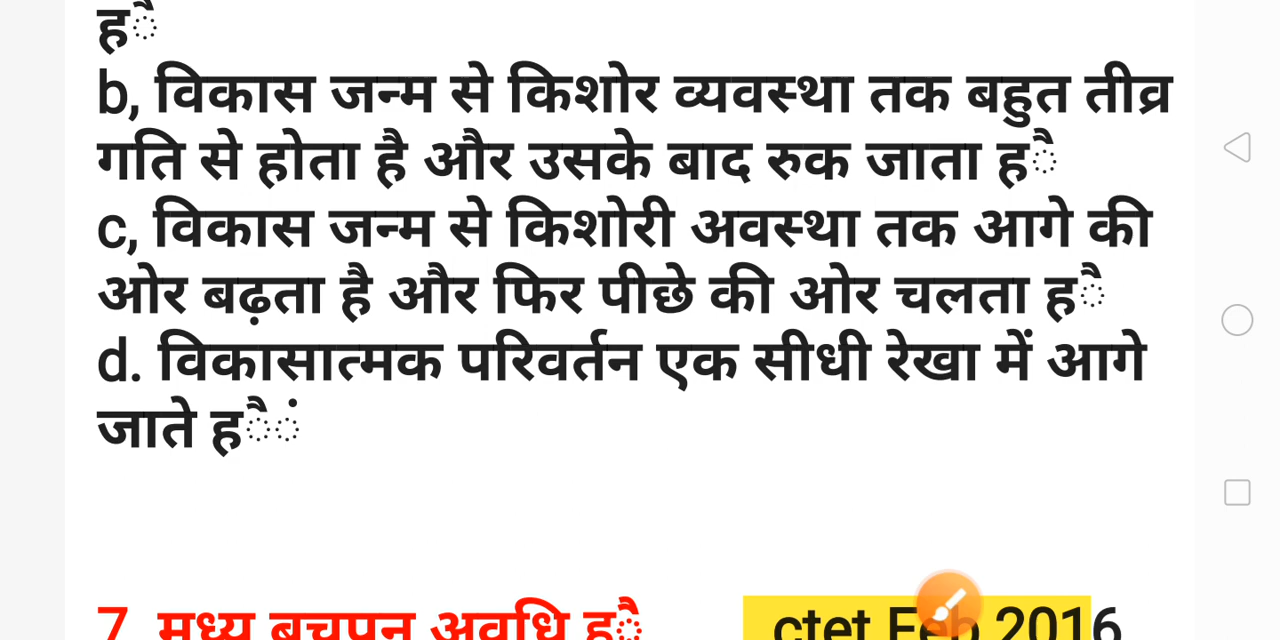 है
b, विकास जन्म से किशोर व्यवस्था तक बहुत तीव्र
गति से होता है और उसके बाद रुक जाता है
c, विकास जन्म से किशोरी अवस्था तक आगे की
ओर बढ़ता है और फिर पीछे की ओर चलता है
d. विकासात्मक परिवर्तन एक सीधी रेखा में आगे
जाते हैं
7 मध्य बचपन अवधि है ctet Feb 2016